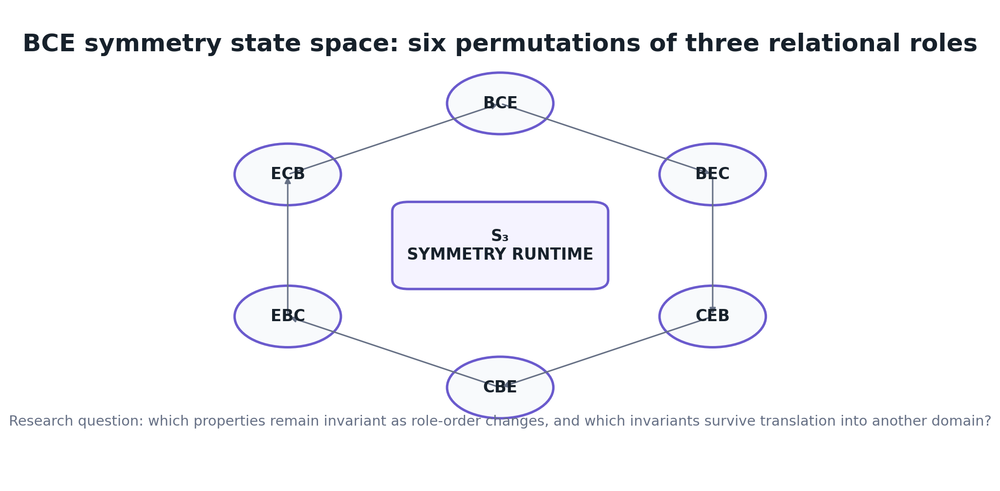 BCE symmetry state space: six permutations of three relational roles
BCE
ECB
BEC
S₃
SYMMETRY RUNTIME
EBC
CEB
CBE
Research question: which properties remain invariant as role-order changes, and which invariants survive translation into another domain?